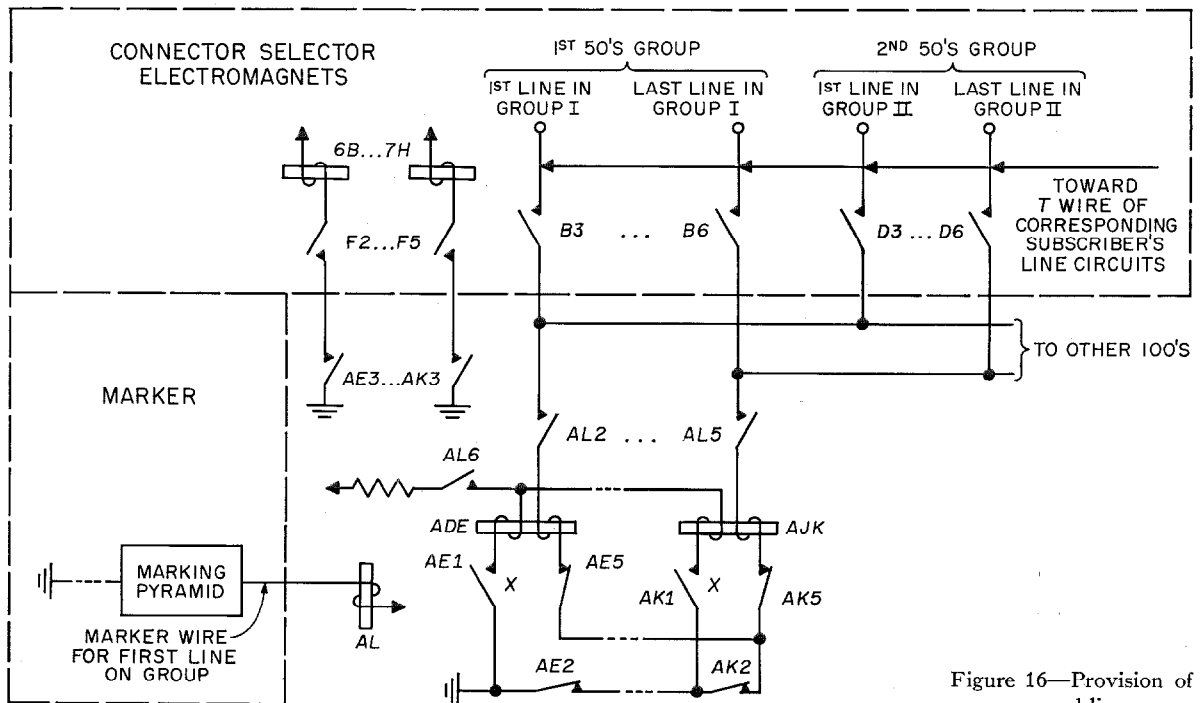 CONNECTOR SELECTOR
ELECTROMAGNETS
1ST 50'S GROUP
2ND 50'S GROUP
1ST LINE IN
GROUP I
LAST LINE IN
GROUP I
1ST LINE IN
GROUP II
LAST LINE IN
GROUP II
6B...7H
F2...F5
B3 ... B6
D3 ... D6
TOWARD
T WIRE OF
CORRESPONDING
SUBSCRIBER'S
LINE CIRCUITS
TO OTHER 100'S
MARKER
AE3...AK3
AL2 ... AL5
AL6
ADE
AJK
AE1
X
AE5
AK1
X
AK5
MARKING
PYRAMID
AL
MARKER WIRE
FOR FIRST LINE
ON GROUP
AE2
AK2
Figure 16—Provision of